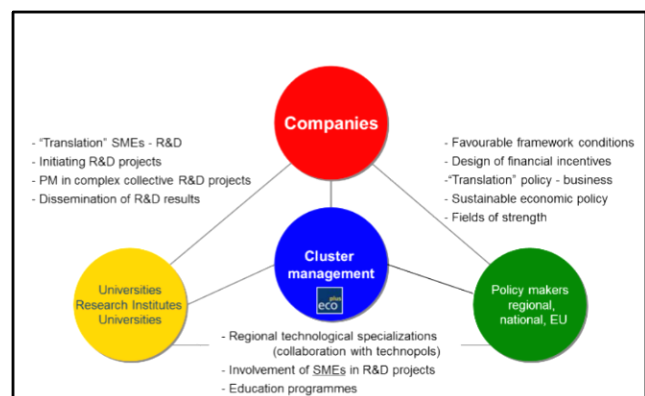 Companies
- "Translation" SMEs - R&D
- Initiating R&D projects
- PM in complex collective R&D projects
- Dissemination of R&D results
- Favourable framework conditions
- Design of financial incentives
-"Translation" policy - business
- Sustainable economic policy
- Fields of strength
Cluster
management
plus
eco
Universities
Research Institutes
Universities
Policy makers
regional,
national, EU
- Regional technological specializations
(collaboration with technopols)
- Involvement of SMEs in R&D projects
- Education programmes